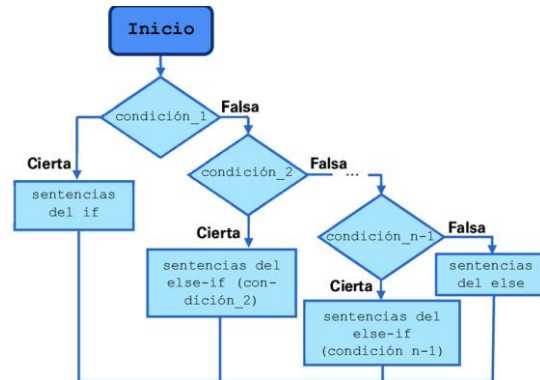 Inicio
condición_1
Falsa
Cierta
sentencias
del if
condición_2
Falsa
...
Cierta
sentencias del
else-if (con-
dición_2)
condición_n-1
Falsa
Cierta
sentencias
del else
sentencias del
else-if
(condición n-1)